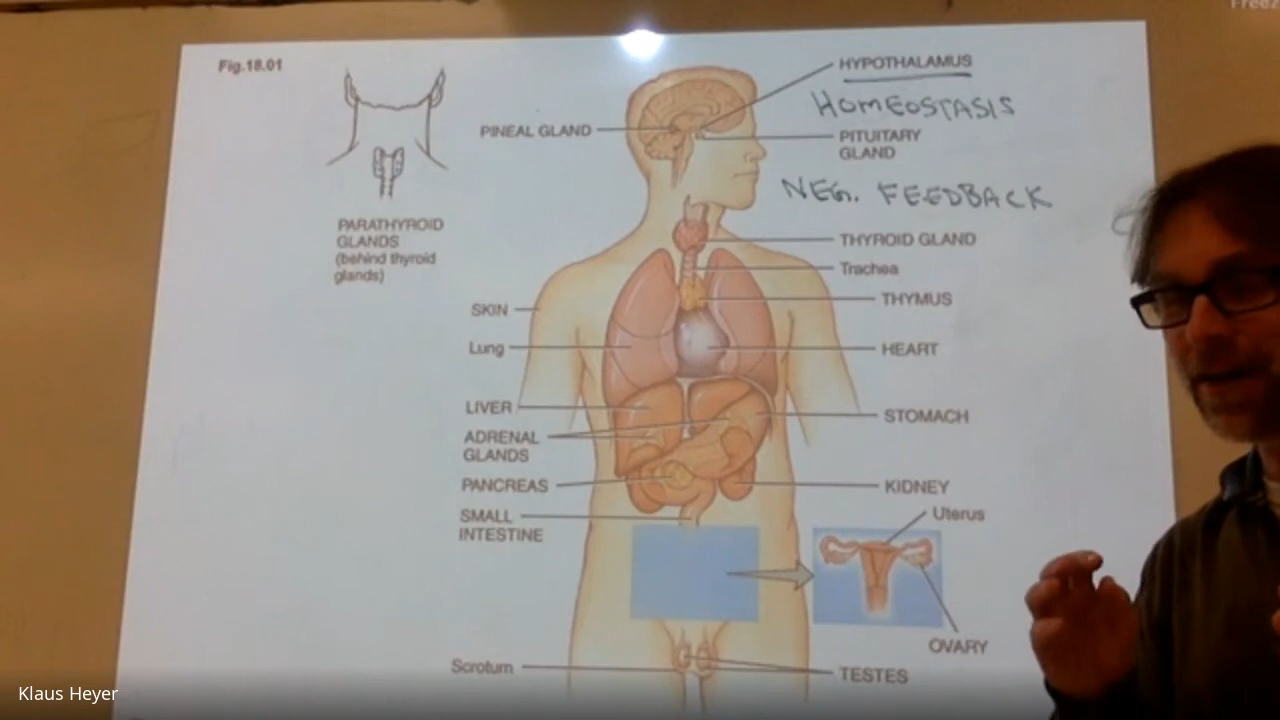 Freez
Fig.18.01
HYPOTHALAMUS
HOMEOSTASIS
PINEAL GLAND
PITUITARY
GLAND
NEG. FEEDBACK
PARATHYROID
GLANDS
(behind thyroid
glands)
THYROID GLAND
Trachea
THYMUS
SKIN
Lung
HEART
LIVER
STOMACH
ADRENAL
GLANDS
PANCREAS
KIDNEY
SMALL
INTESTINE
Uterus
OVARY
Scrotum
TESTES
Klaus Heyer